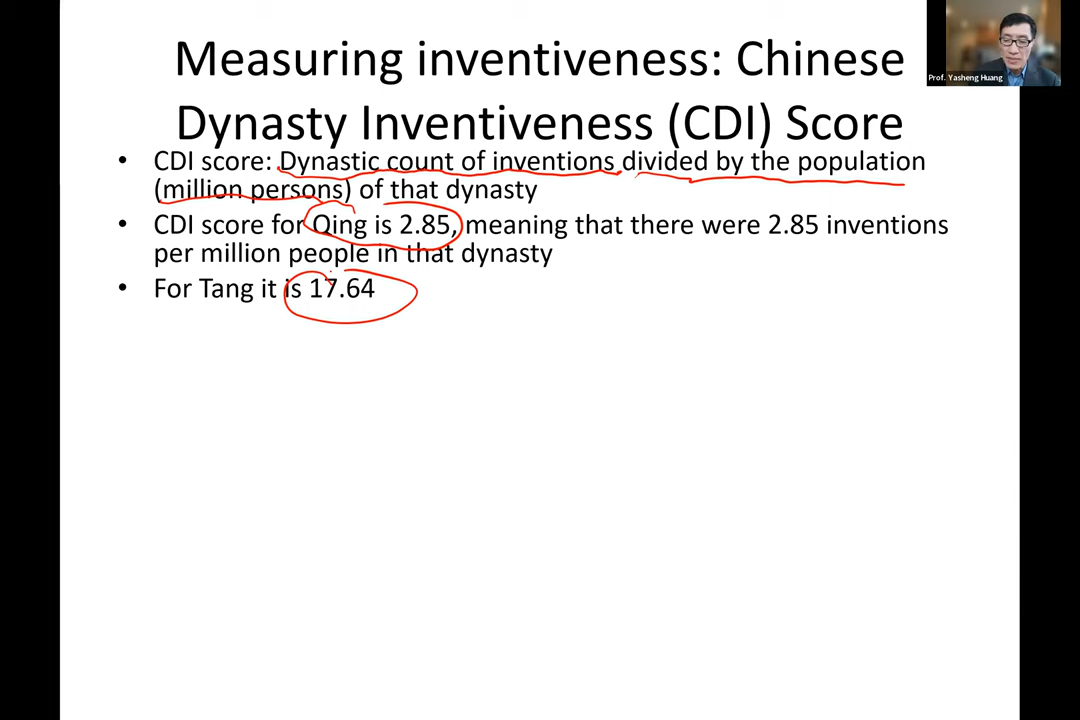 Measuring inventiveness: Chinese
Prof. Yasheng Huang
Dynasty Inventiveness (CDI) Score
• CDI score: Dynastic count of inventions divided by the population
(million persons) of that dynasty
• CDI score for Qing is 2.85, meaning that there were 2.85 inventions
per million people in that dynasty
• For Tang it is 17.64